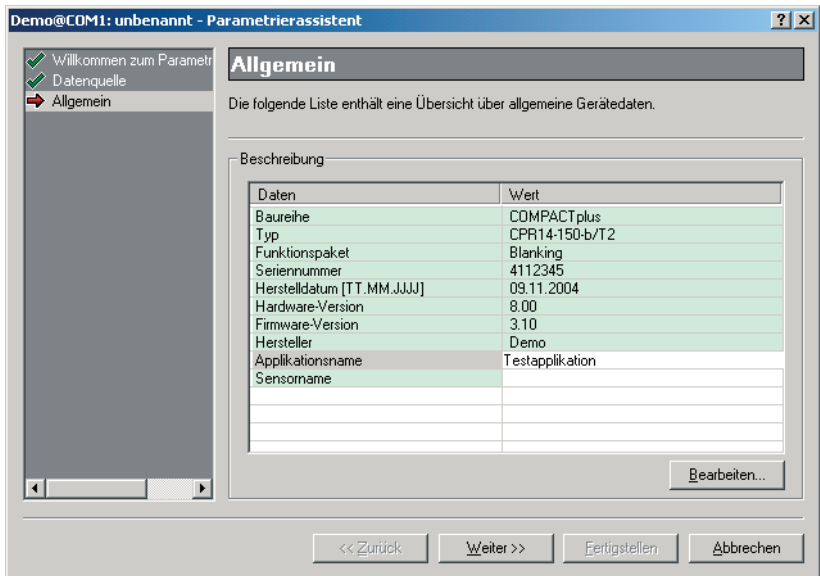 Demo@COM1: unbenannt - Parametrierassistent
Willkommen zum Parametr
Datenquelle
Allgemein
Allgemein
Die folgende Liste enthält eine Übersicht über allgemeine Gerätedaten.
Beschreibung
Daten Wert
Baureihe COMPACTplus
Typ CPR14-150-b/T2
Funktionspaket Blanking
Seriennummer 4112345
Herstelldatum [TT.MM.JJJJ] 09.11.2004
Hardware-Version 8.00
Firmware-Version 3.10
Hersteller Demo
Applikationsname Testapplikation
Sensorname
Bearbeiten...
<< Zurück Weiter >> Fertigstellen Abbrechen